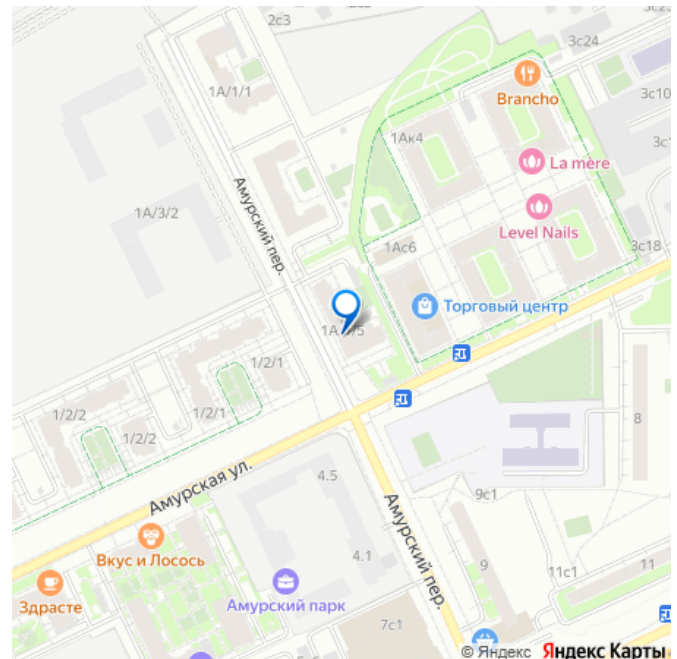 2с3
3с23
3с24
1А/1/1
Brancho
3с10
1Ак4
La mère
Амурский пер.
1А/3/2
Level Nails
1Ас6
3с18
Торговый центр
1/2/1
1/2/2
1/2/1
1/2/2
8
Амурская ул.
4.5
9с1
Амурский пер.
Вкус и Лосось
4.1
9
11с1
11
Здрасте
Амурский парк
7с1
© Яндекс Яндекс Карты